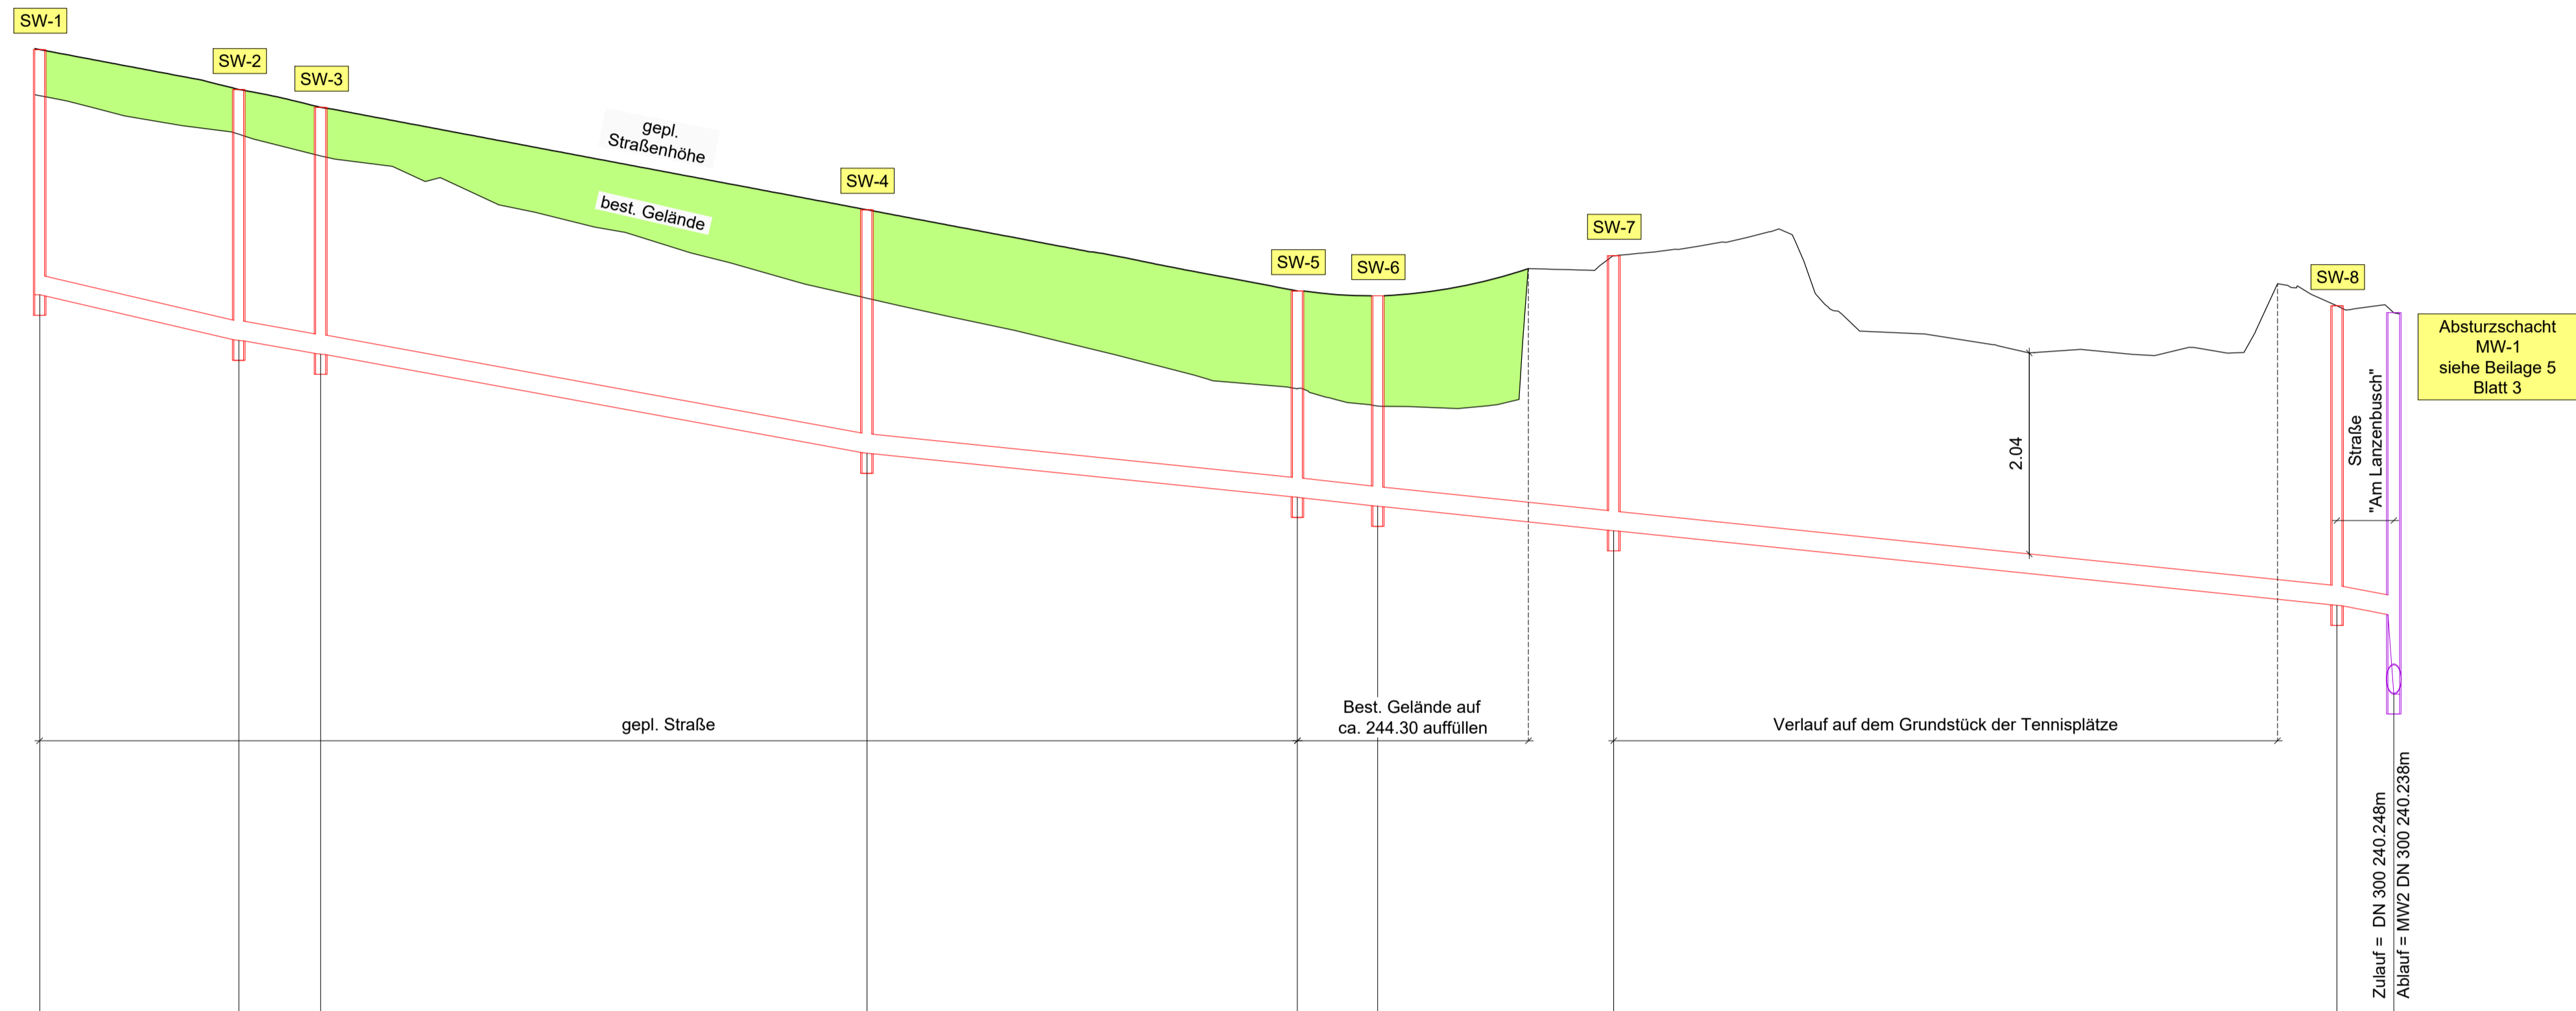 SW-1
SW-2
SW-3
gepl.
Straßenhöhe
best. Gelände
SW-4
SW-5
SW-6
SW-7
SW-8
Absturzschacht
MW-1
siehe Beilage 5
Blatt 3
2.04
Straße
"Am Lanzenbusch"
gepl. Straße
Best. Gelände auf
ca. 244.30 auffüllen
Verlauf auf dem Grundstück der Tennisplätze
Zulauf = DN 300 240.248m
Ablauf = MW2 DN 300 240.238m